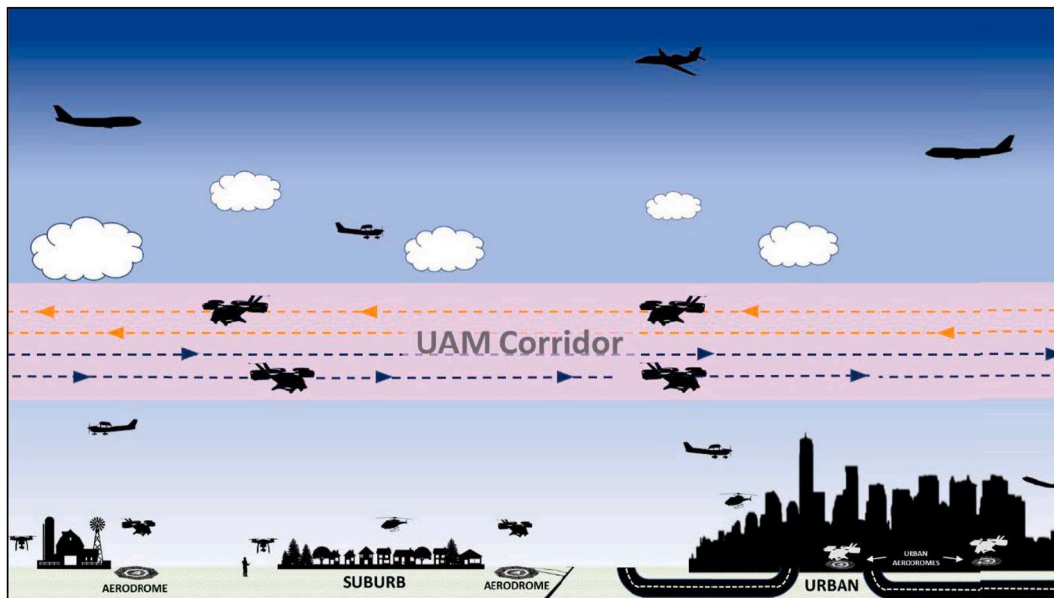 UAM Corridor
URBAN
AERODROMES
AERODROME
SUBURB
AERODROME
URBAN